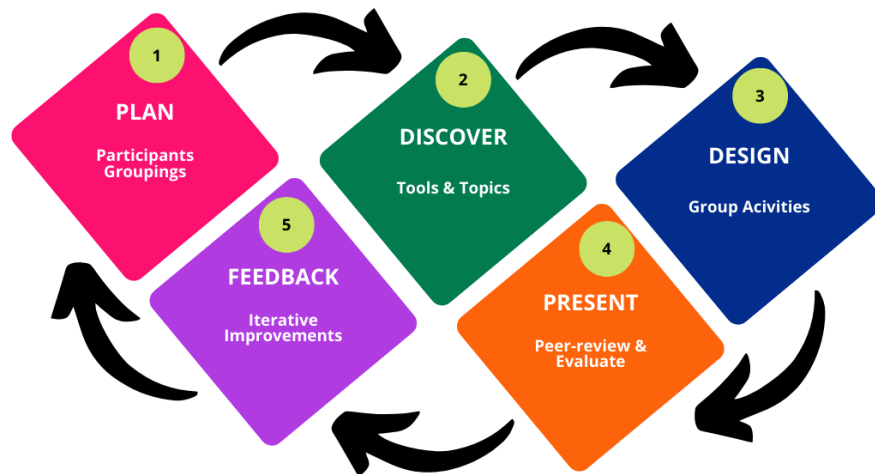 1
PLAN
Participants
Groupings
2
DISCOVER
Tools & Topics
3
DESIGN
Group Acivities
4
PRESENT
Peer-review &
Evaluate
5
FEEDBACK
Iterative
Improvements